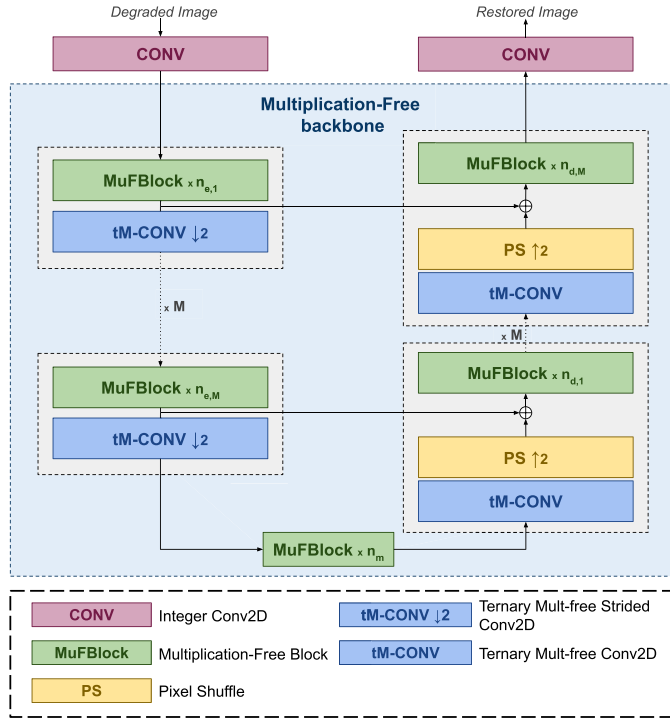 Degraded Image
Restored Image
CONV
CONV
Multiplication-Free
backbone
MuFBlock x n_e,1
tM-CONV ↓2
x M
MuFBlock x n_e,M
tM-CONV ↓2
MuFBlock x n_m
MuFBlock x n_d,M
PS ↑2
tM-CONV
x M
MuFBlock x n_d,1
PS ↑2
tM-CONV
CONV
Integer Conv2D
MuFBlock
Multiplication-Free Block
PS
Pixel Shuffle
tM-CONV ↓2
Ternary Mult-free Strided
Conv2D
tM-CONV
Ternary Mult-free Conv2D